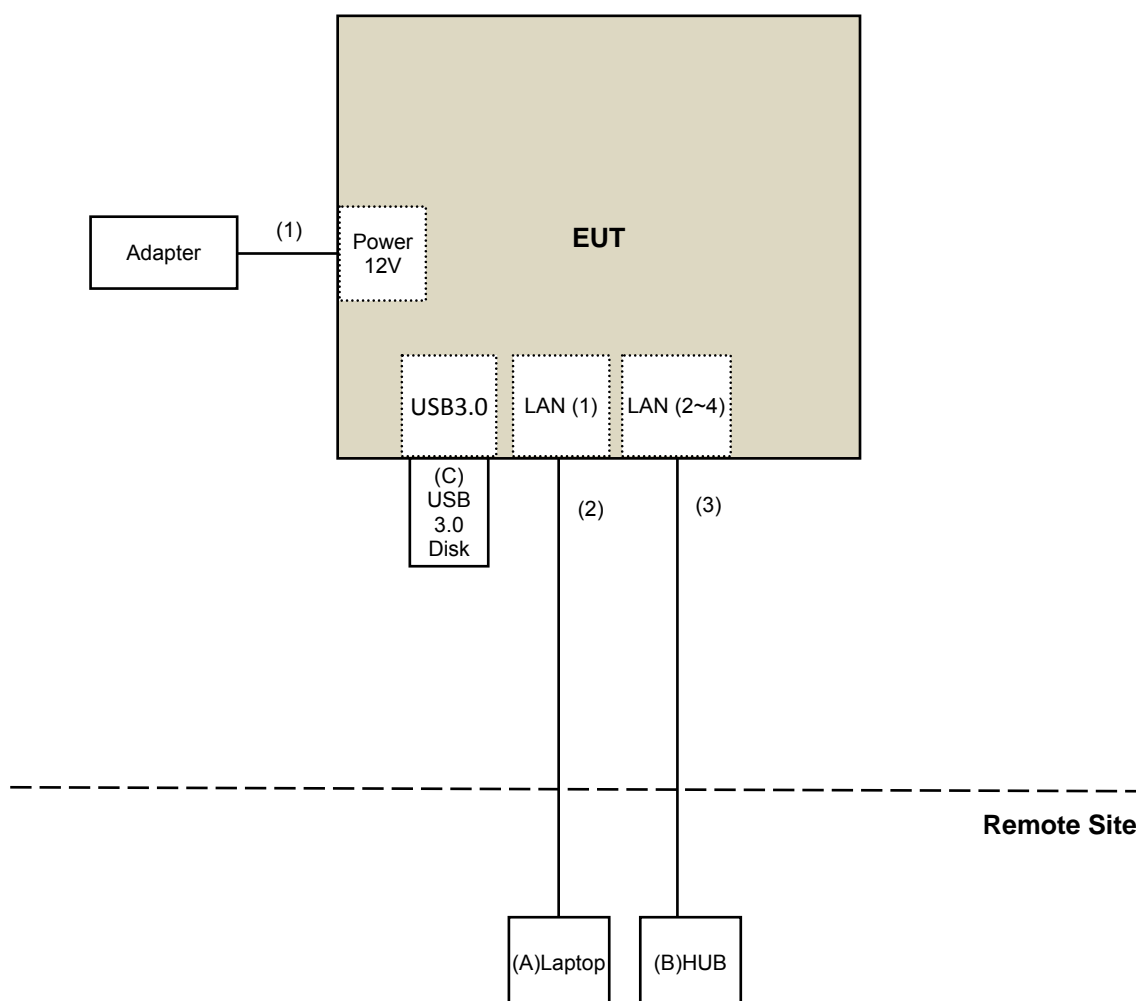 (1)
Adapter
Power
12V
EUT
USB3.0
LAN (1)
LAN (2~4)
(C)
USB
3.0
Disk
(2)
(3)
Remote Site
(A)Laptop
(B)HUB